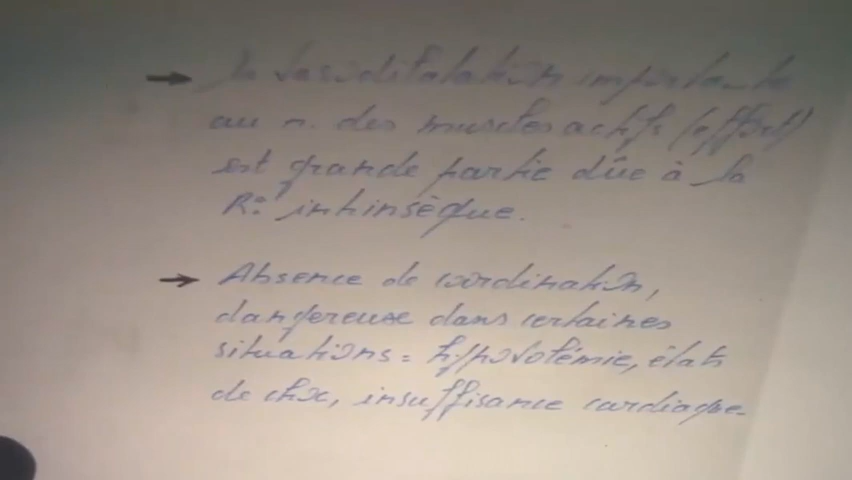 → La vasodilatation importante
au n. des muscles actifs (effort)
est grande partie dûe à la
R° intrinsèque.
→ Absence de coordination,
dangereuse dans certaines
situations = hypovolémie, états
de choc, insuffisance cardiaque.